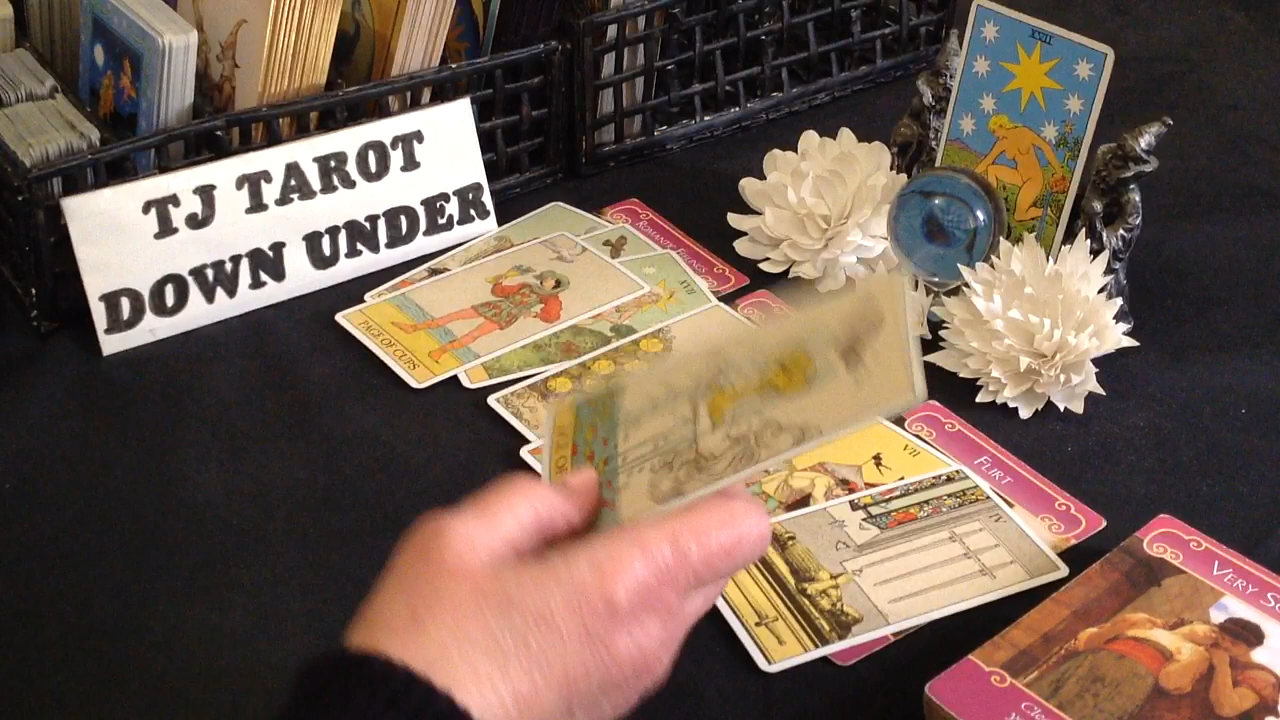 TJ TAROT
DOWN UNDER
XVII
ROMANTIC FEELINGS
XVII
PAGE OF CUPS
VII
FLIRT
IV
VERY